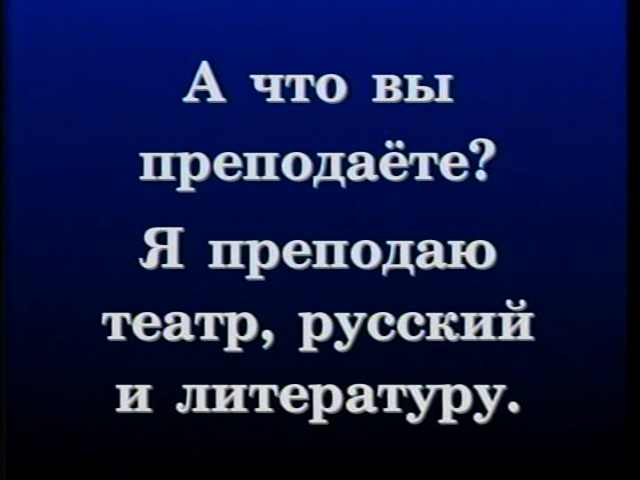 А что вы
преподаёте?
Я преподаю
театр, русский
и литературу.